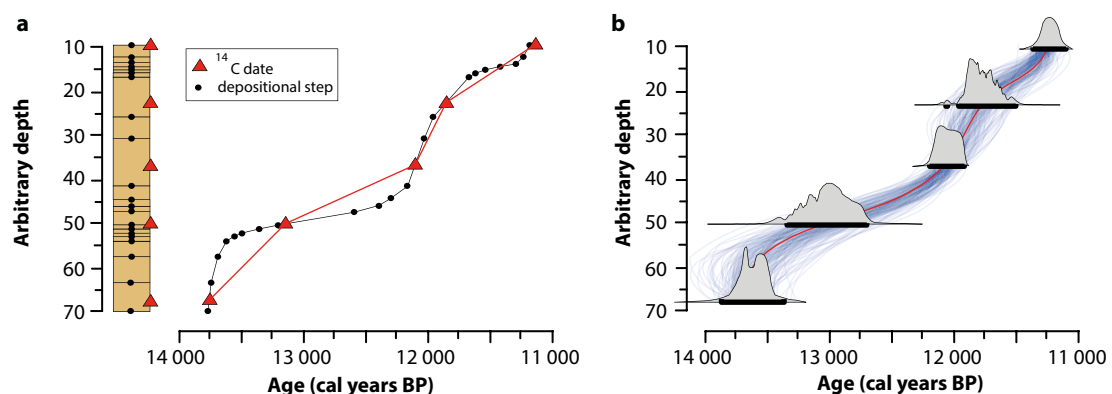 a
Arbitrary depth
10
20
30
40
50
60
70
14
C date
depositional step
14 000
13 000
12 000
11 000
Age (cal years BP)
b
Arbitrary depth
10
20
30
40
50
60
70
14 000
13 000
12 000
11 000
Age (cal years BP)